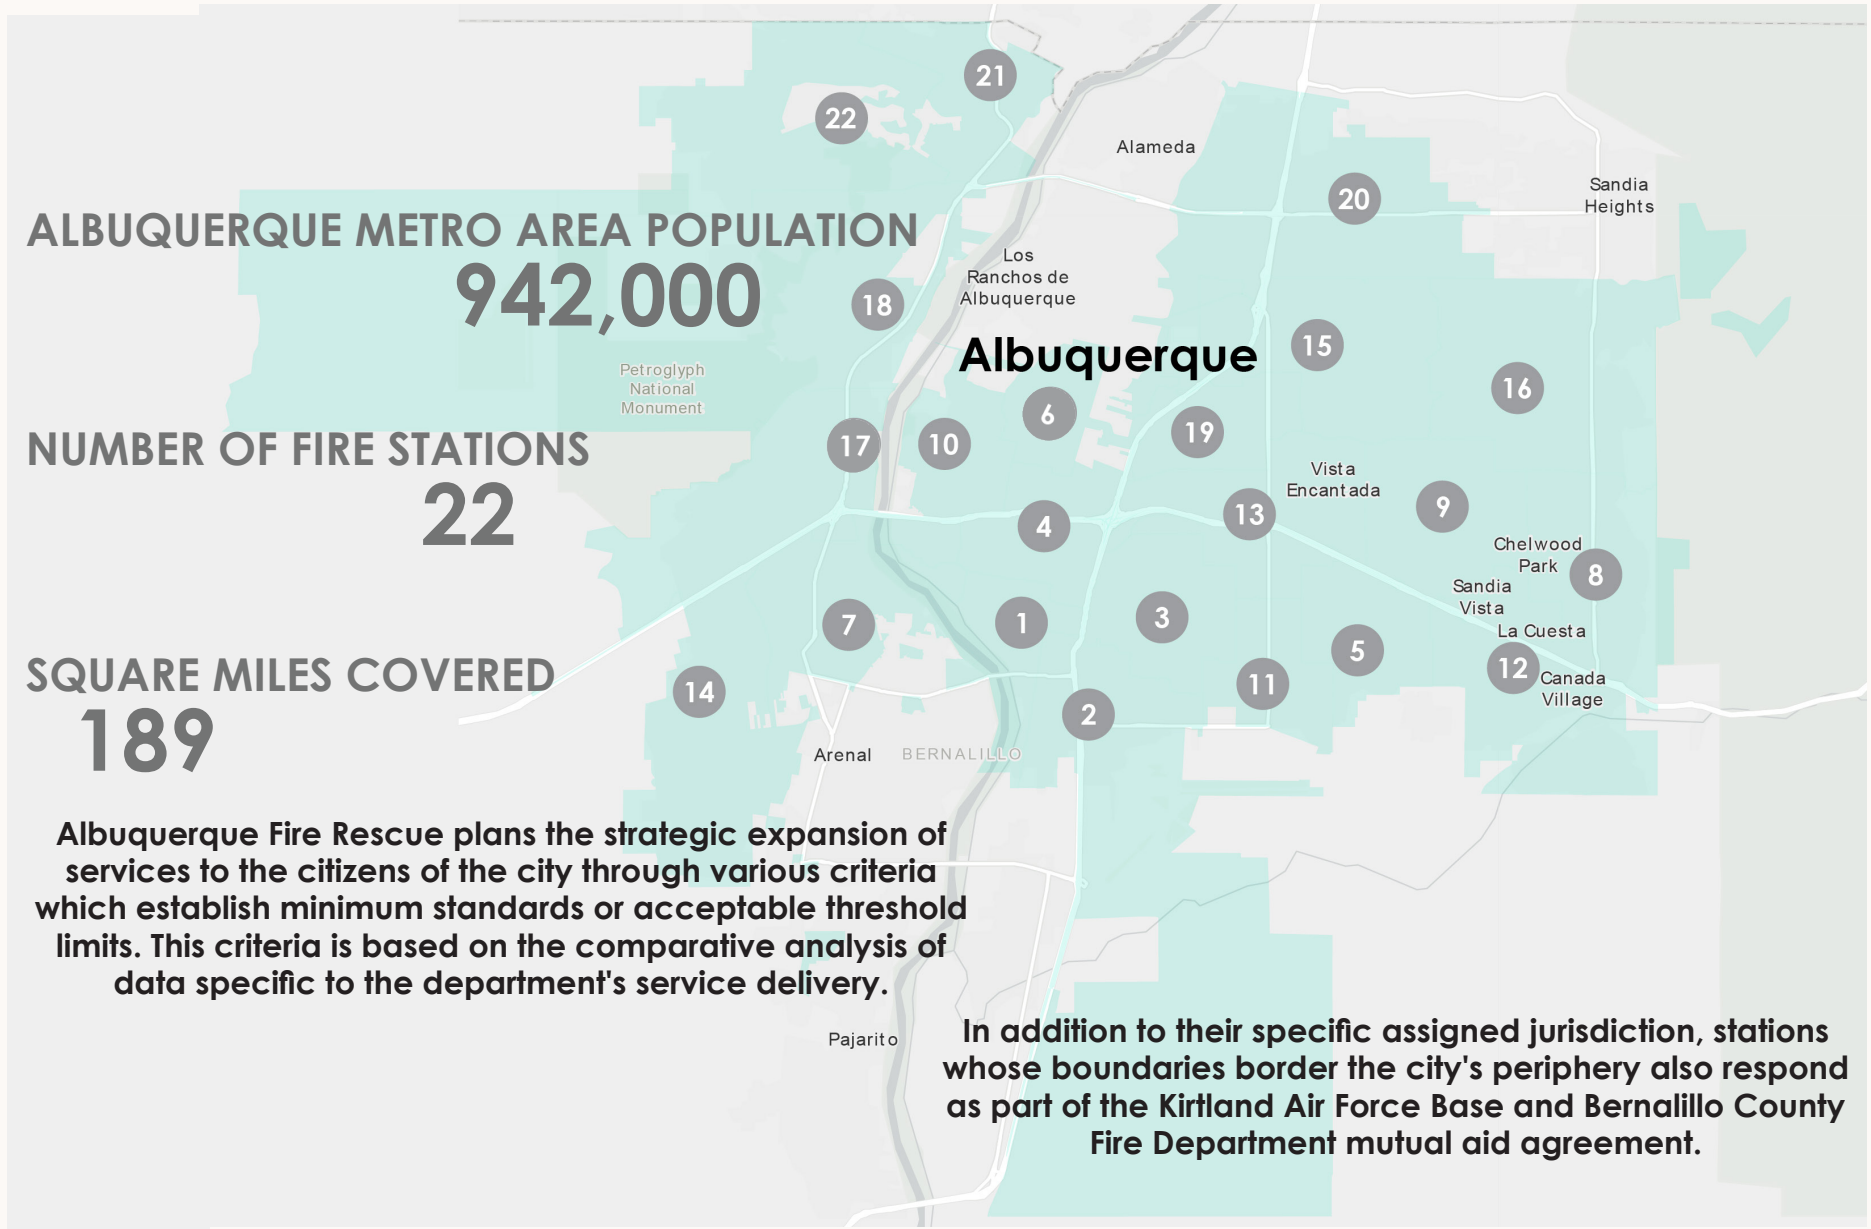 21
22
Alameda
Sandia
Heights
20
ALBUQUERQUE METRO AREA POPULATION
942,000
Los
Ranchos de
Albuquerque
18
Albuquerque
15
Petroglyph
National
Monument
16
6
19
NUMBER OF FIRE STATIONS
22
17
10
Vista
Encantada
9
13
4
Chelwood
Park
8
Sandia
Vista
La Cuesta
7
1
3
5
12
Canada
Village
SQUARE MILES COVERED
189
14
11
2
Arenal
BERNALILLO
Albuquerque Fire Rescue plans the strategic expansion of
services to the citizens of the city through various criteria
which establish minimum standards or acceptable threshold
limits. This criteria is based on the comparative analysis of
data specific to the department's service delivery.
Pajarito
In addition to their specific assigned jurisdiction, stations
whose boundaries border the city's periphery also respond
as part of the Kirtland Air Force Base and Bernalillo County
Fire Department mutual aid agreement.